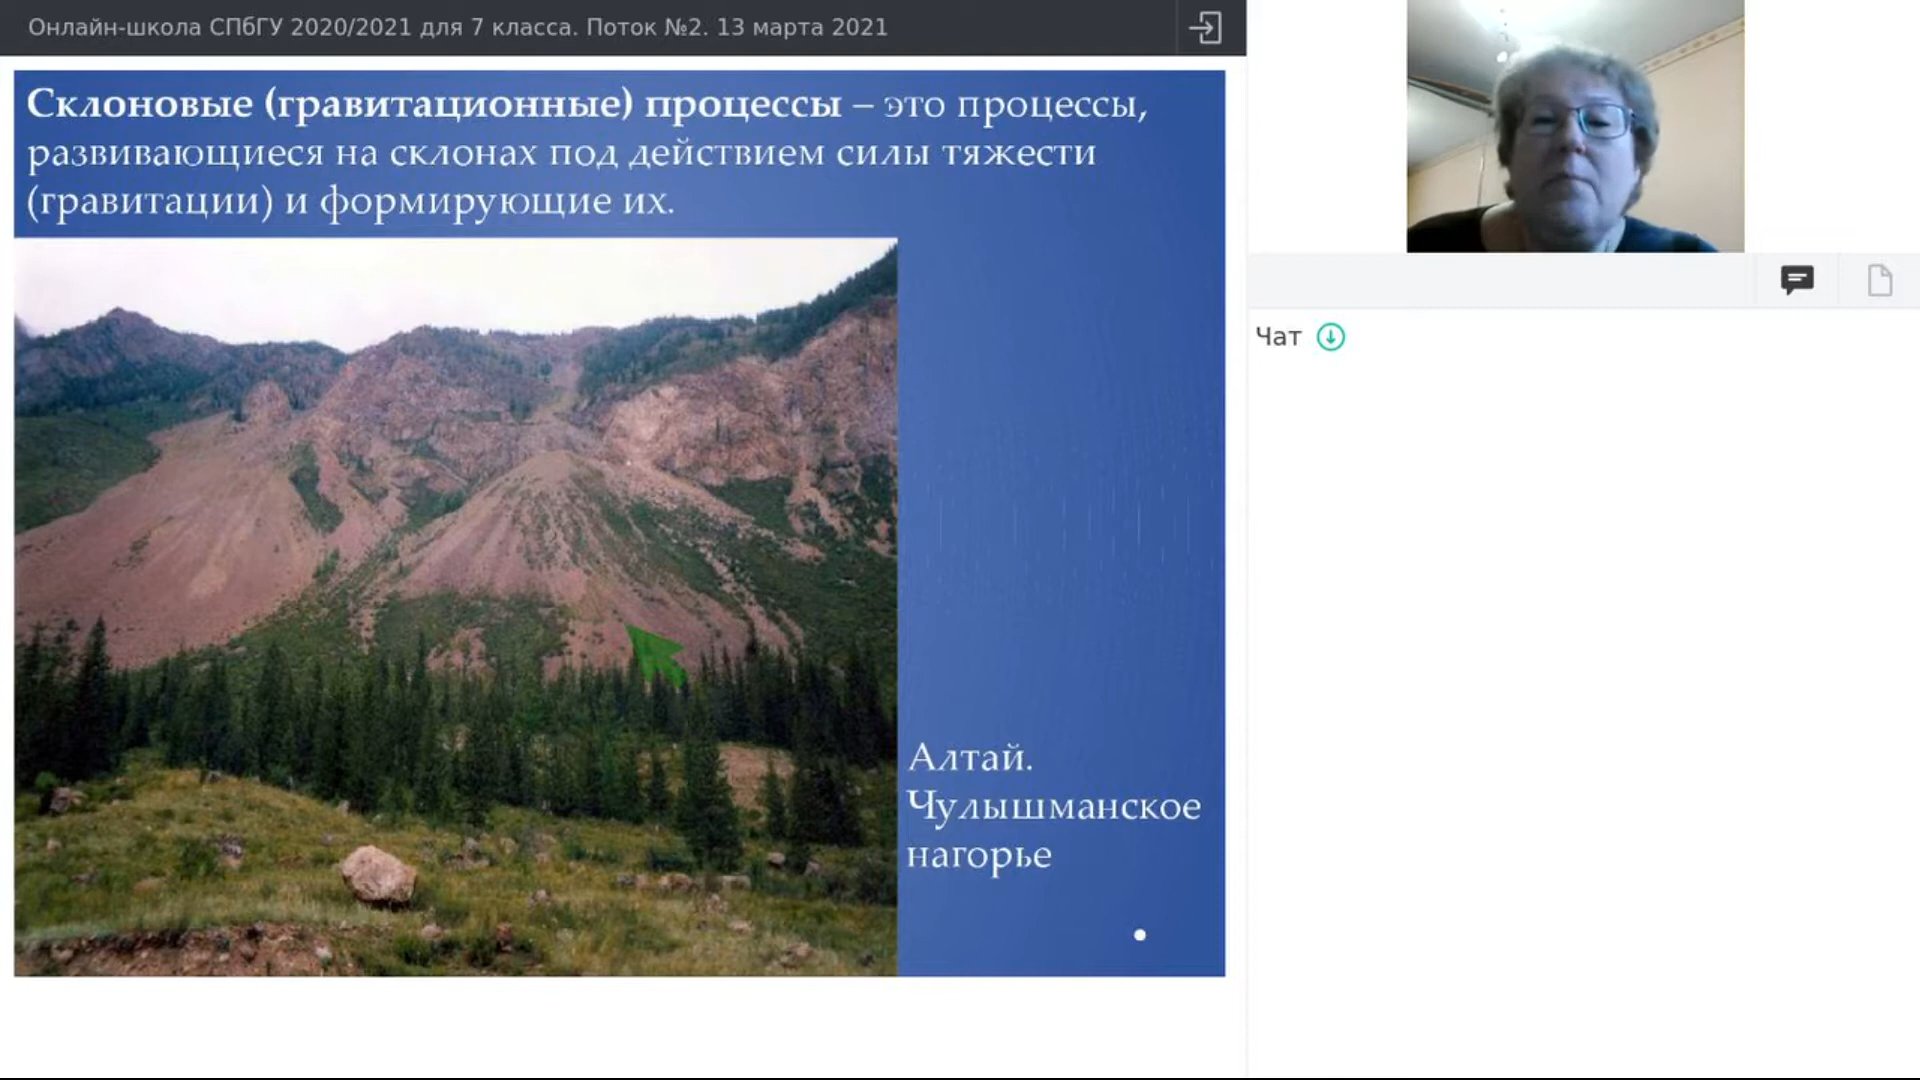 Онлайн-школа СПбГУ 2020/2021 для 7 класса. Поток №2. 13 марта 2021
Склоновые (гравитационные) процессы – это процессы,
развивающиеся на склонах под действием силы тяжести
(гравитации) и формирующие их.
Чат
Алтай.
Чулышманское
нагорье